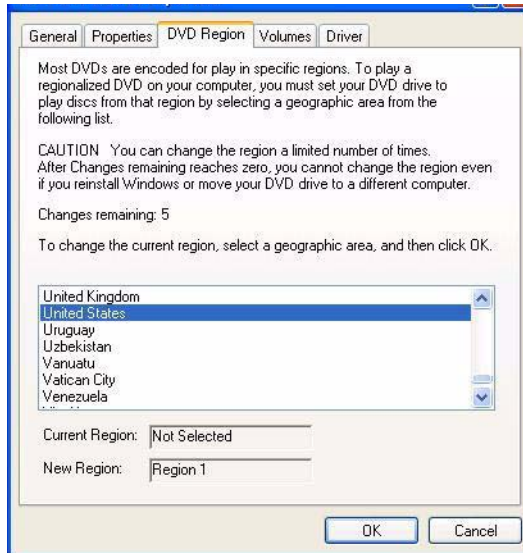 General Properties DVD Region Volumes Driver
Most DVDs are encoded for play in specific regions. To play a
regionalized DVD on your computer, you must set your DVD drive to
play discs from that region by selecting a geographic area from the
following list.
CAUTION   You can change the region a limited number of times.
After Changes remaining reaches zero, you cannot change the region even
if you reinstall Windows or move your DVD drive to a different computer.
Changes remaining: 5
To change the current region, select a geographic area, and then click OK.
United Kingdom
United States
Uruguay
Uzbekistan
Vanuatu
Vatican City
Venezuela
Current Region: Not Selected
New Region: Region 1
OK Cancel